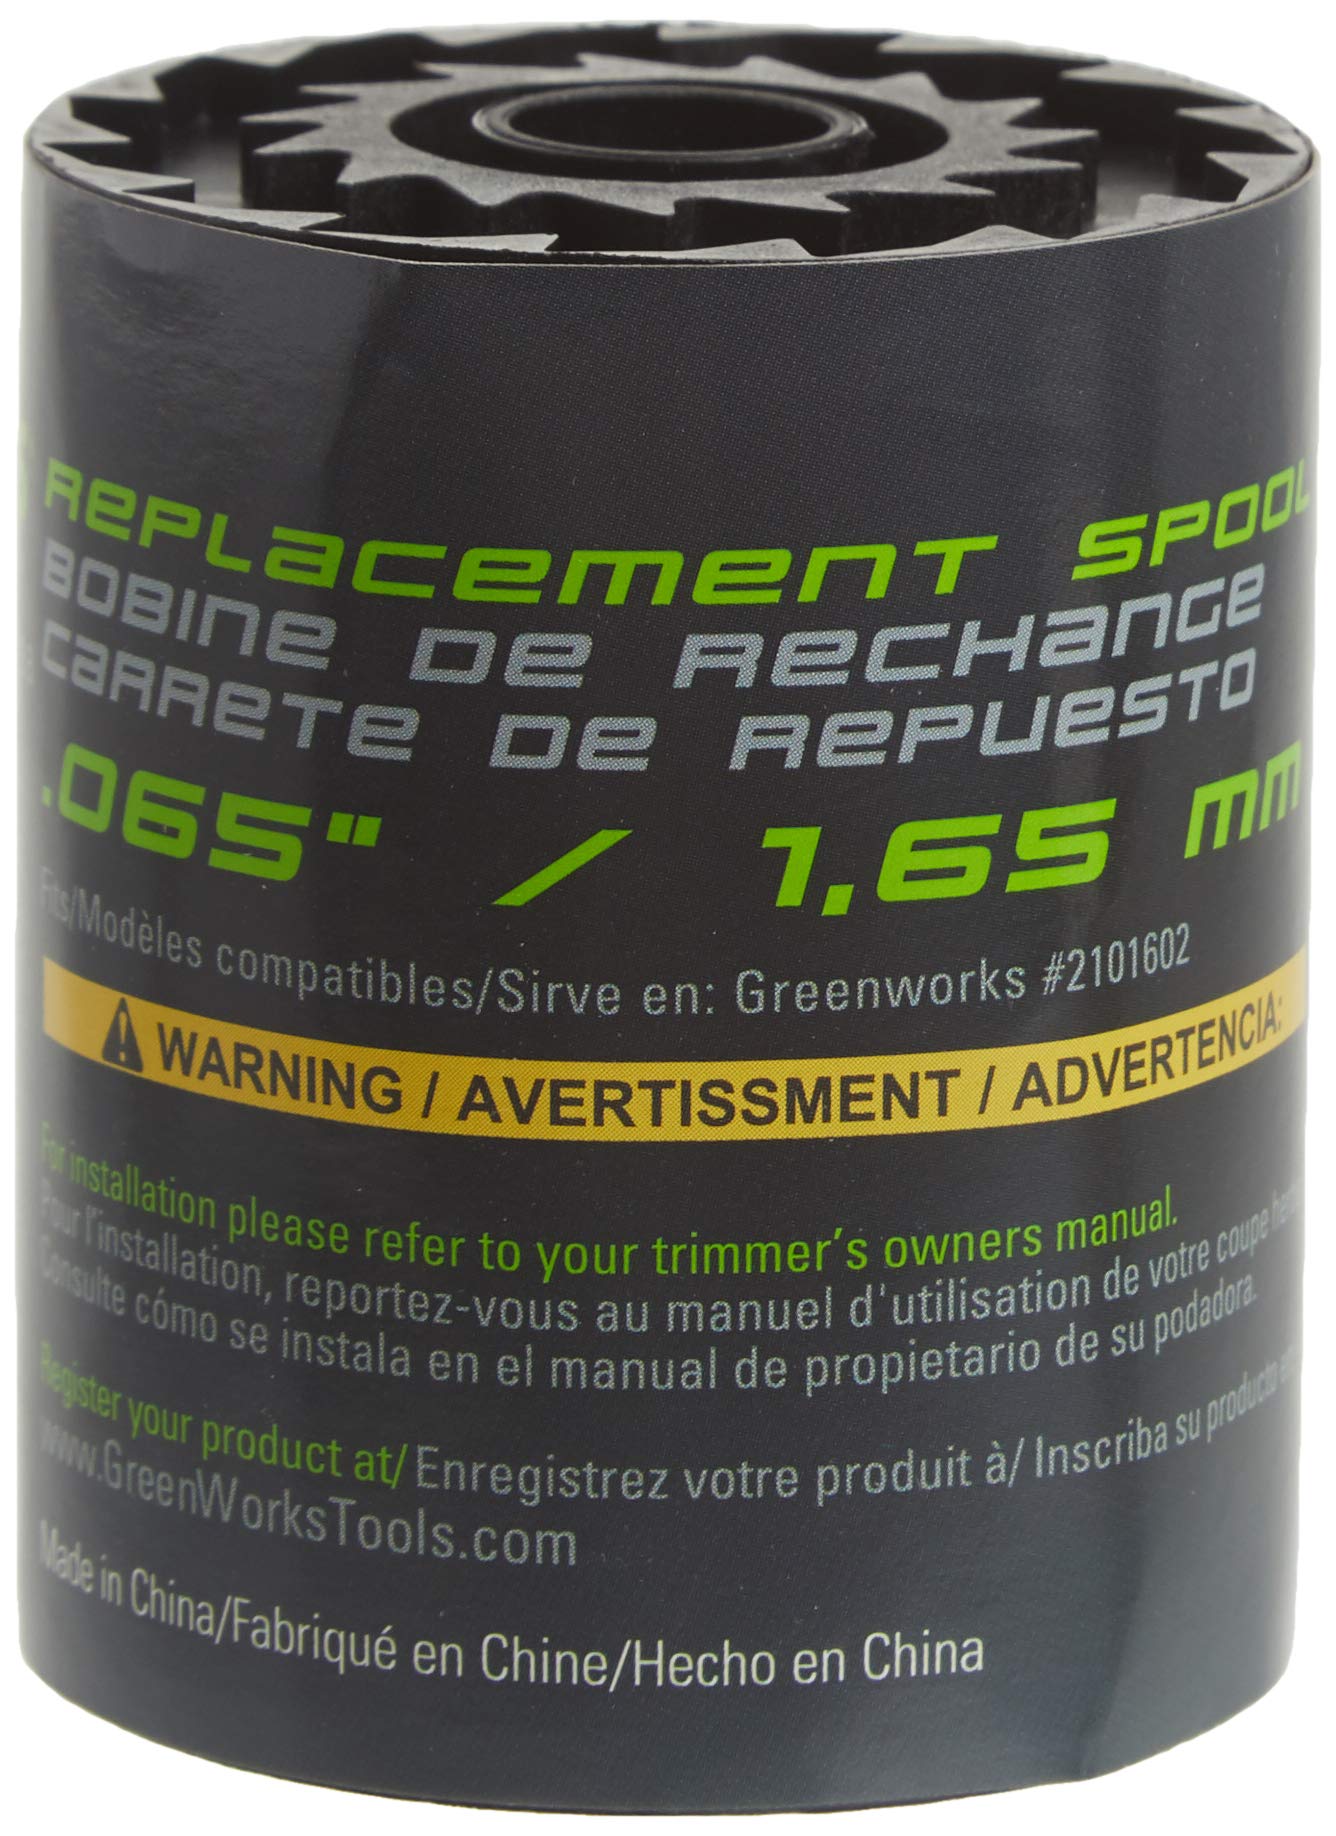 REPLACEMENT SPOOL
BOBINE DE RECHANGE
CARRETE DE REPUESTO
.065" / 1,65 mm
Fits/Modèles compatibles/Sirve en: Greenworks #2101602
WARNING / AVERTISSMENT / ADVERTENCIA:
For installation please refer to your trimmer's owners manual.
Pour l'installation, reportez-vous au manuel d'utilisation de votre coupe
Consulte cómo se instala en el manual de propietario de su podadora.
Register your product at/ Enregistrez votre produit à/ Inscriba su producto
www.GreenWorksTools.com
Made in China/Fabriqué en Chine/Hecho en China